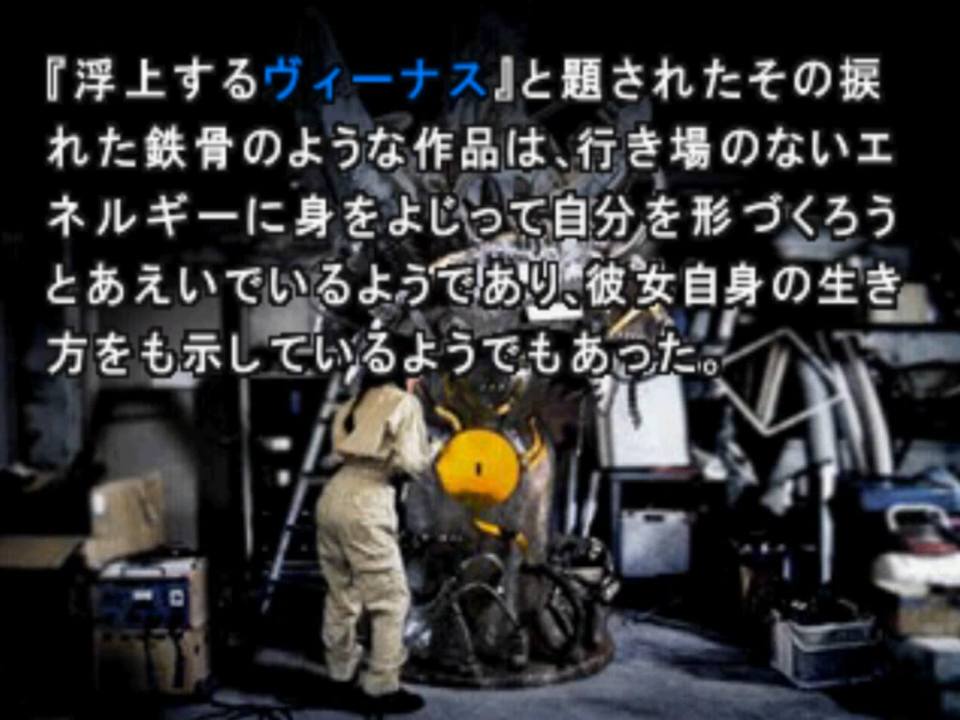 『浮上するヴィーナス』と題されたその捩
れた鉄骨のような作品は、行き場のないエ
ネルギーに身をよじって自分を形づくろう
とあえいでいるようであり、彼女自身の生き
方をも示しているようでもあった。